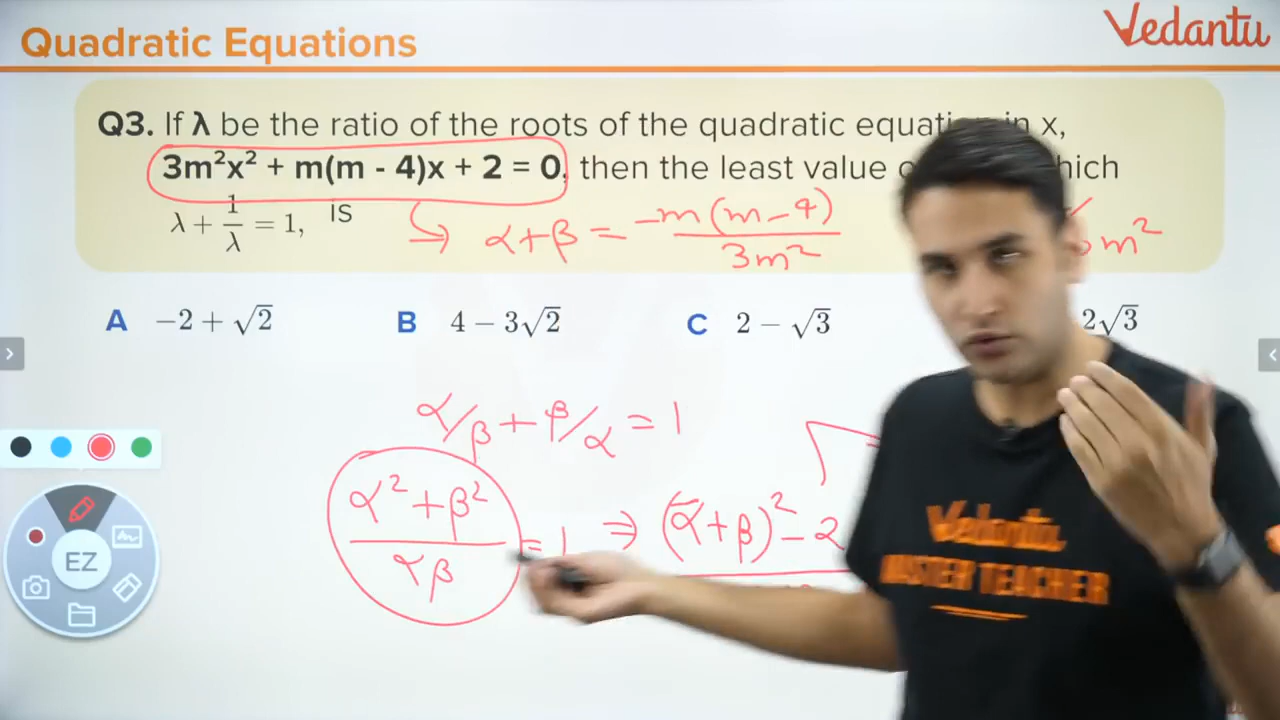 Quadratic Equations
Vedantu
Q3. If λ be the ratio of the roots of the quadratic equation in x,
3m²x² + m(m - 4)x + 2 = 0, then the least value
λ + 1/λ = 1, is
α+β = -m(m-4)/3m²
m²
A -2 + √2
B 4 - 3√2
C 2 - √3
2√3
α/β + β/α = 1
(α² + β²)/αβ = 1 ⇒ (α+β)² - 2
EZ
Vedantu
MASTER TEACHER